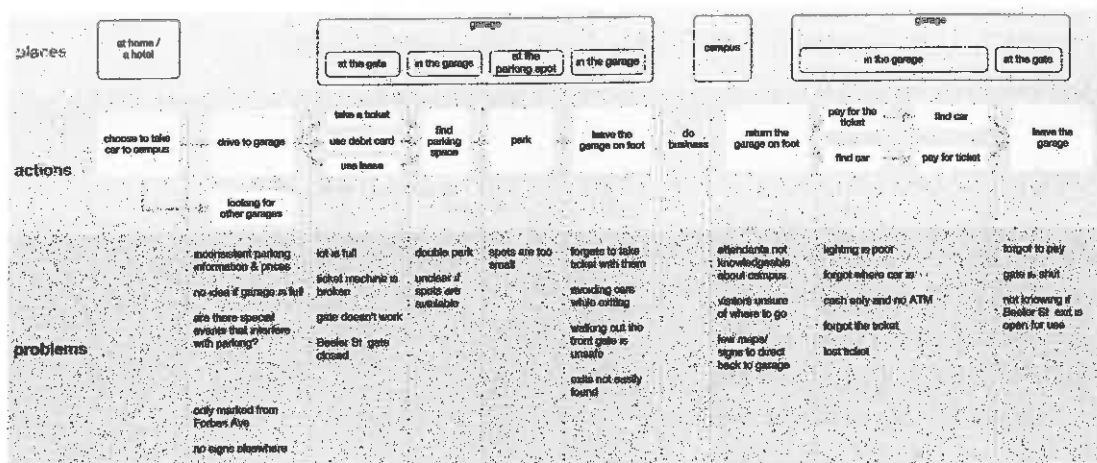 places
at home /
a hotel
garage
at the gate
in the garage
at the
parking spot
in the garage
campus
garage
in the garage
at the gate
actions
choose to take
car to campus
drive to garage
looking for
other garages
take a ticket
use debit card
use lease
find
parking
space
park
leave the
garage on foot
do
business
return the
garage on foot
pay for the
ticket
find car
find car
pay for ticket
leave the
garage
problems
inconsistent parking
information & prices
no idea if garage is full
are there special
events that interfere
with parking?
only marked from
Forbes Ave
no signs elsewhere
lot is full
ticket machine is
broken
gate doesn't work
Beeler St gate
closed
double park
unclear if
spots are
available
spots are too
small
forgets to take
ticket with them
avoiding cars
while exiting
walking out the
front gate is
unsafe
exits not easily
found
attendants not
knowledgeable
about campus
visitors unsure
of where to go
few maps/
signs to direct
back to garage
lighting is poor
forgot where car is
cash only and no ATM
forgot the ticket
lost ticket
forgot to pay
gate is shut
not knowing if
Beeler St exit is
open for use